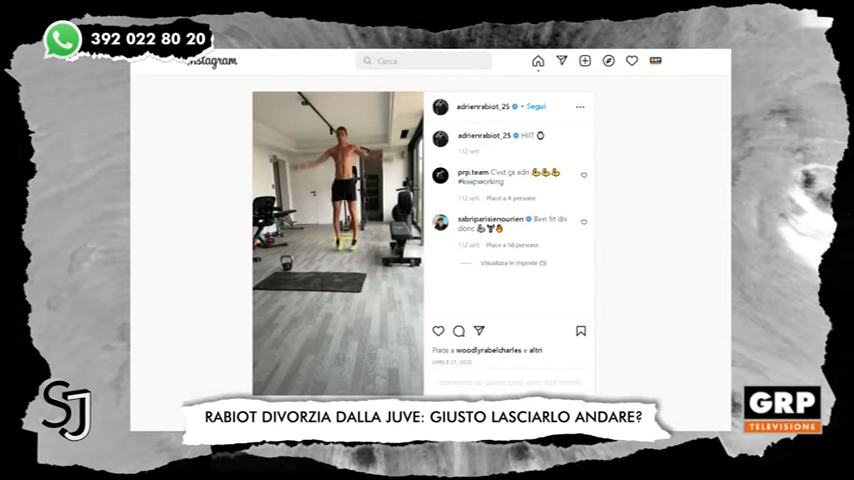 392 022 80 20
Instagram
Cerca
GRP
adrienrabiot_25 • Segui
adrienrabiot_25 HIIT
112 sett
prp.team C'est ça adri
#keepworking
112 sett Piace a 4 persone
sabriparisienourien Bien fit dis
donc
112 sett Piace a 50 persone
Visualizza le risposte
Piace a woodlyrabelcharles e altri
APRILE 27, 2020
SJ
RABIOT DIVORZIA DALLA JUVE: GIUSTO LASCIARLO ANDARE?
GRP
TELEVISIONE